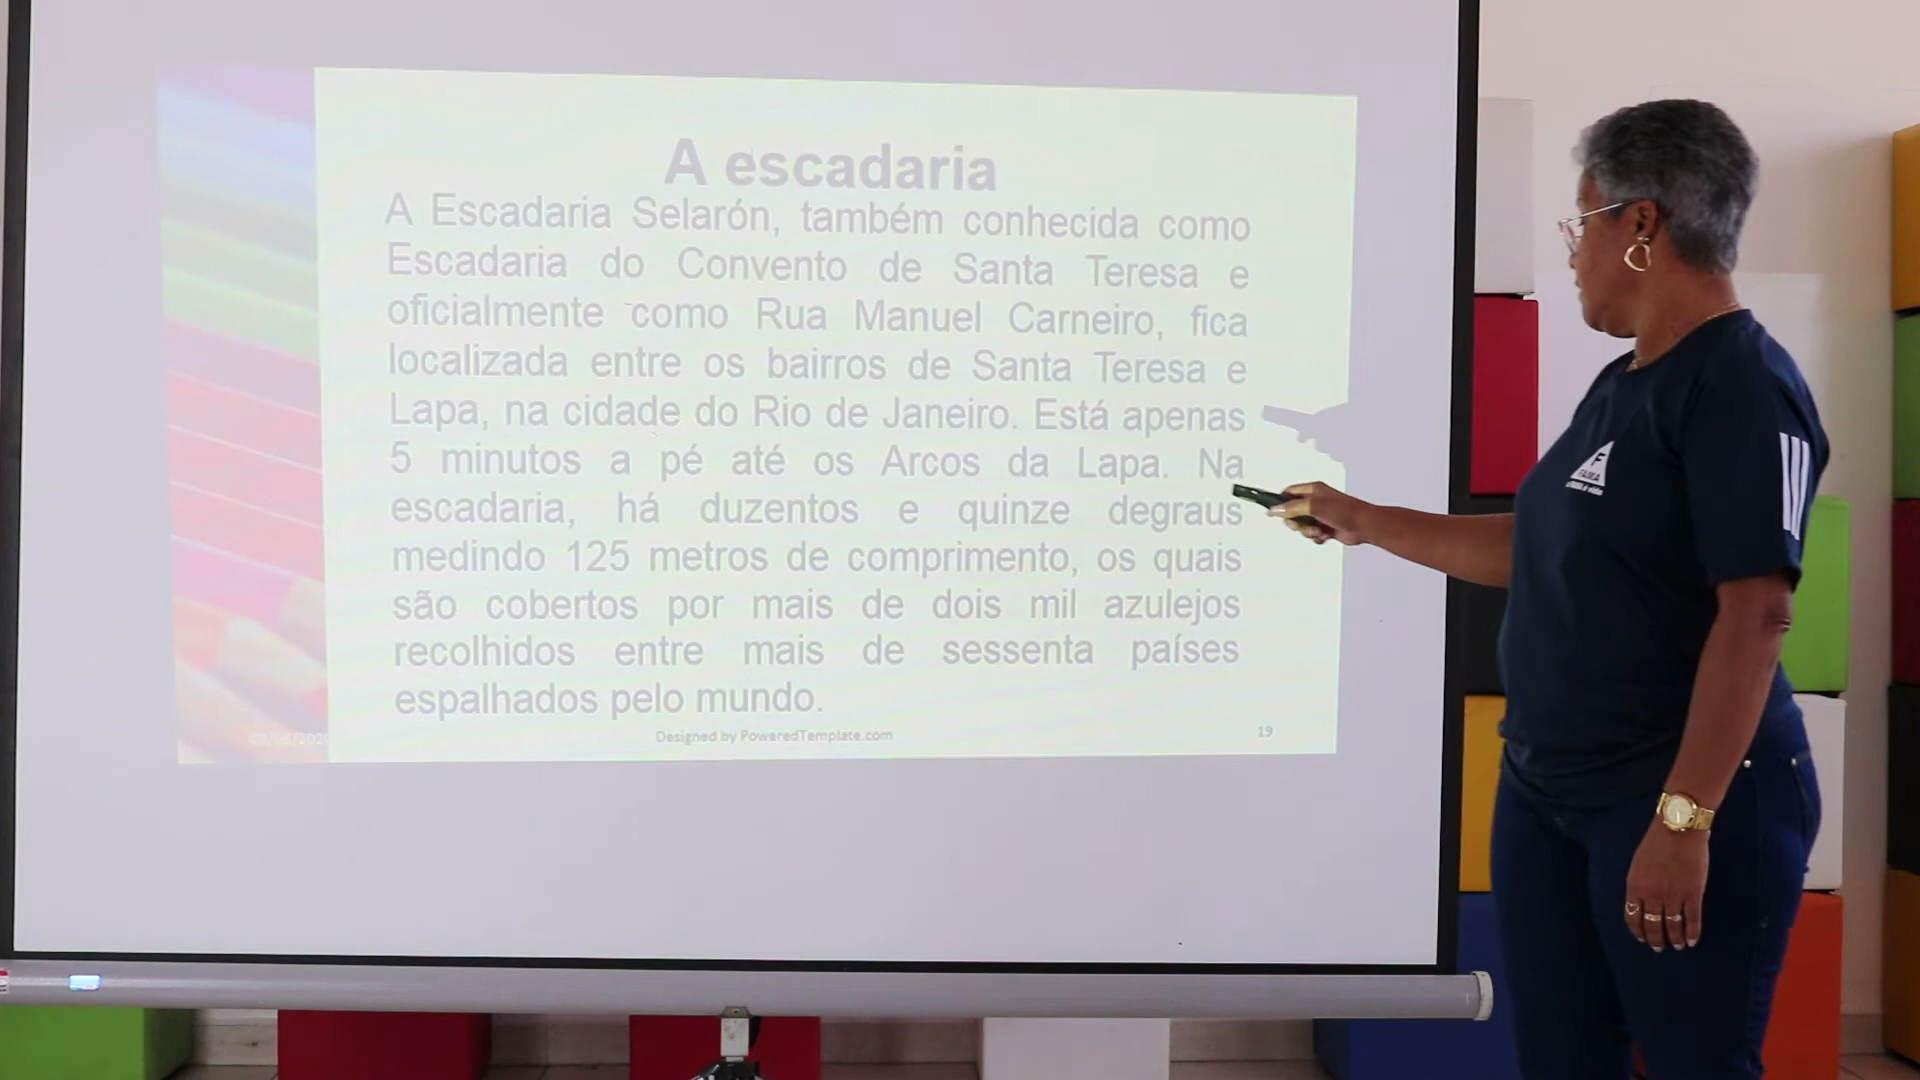 A escadaria
A Escadaria Selarón, também conhecida como
Escadaria do Convento de Santa Teresa e
oficialmente como Rua Manuel Carneiro, fica
localizada entre os bairros de Santa Teresa e
Lapa, na cidade do Rio de Janeiro. Está apenas
5 minutos a pé até os Arcos da Lapa. Na
escadaria, há duzentos e quinze degraus
medindo 125 metros de comprimento, os quais
são cobertos por mais de dois mil azulejos
recolhidos entre mais de sessenta países
espalhados pelo mundo.
Designed by PoweredTemplate.com
19
F
FAMA